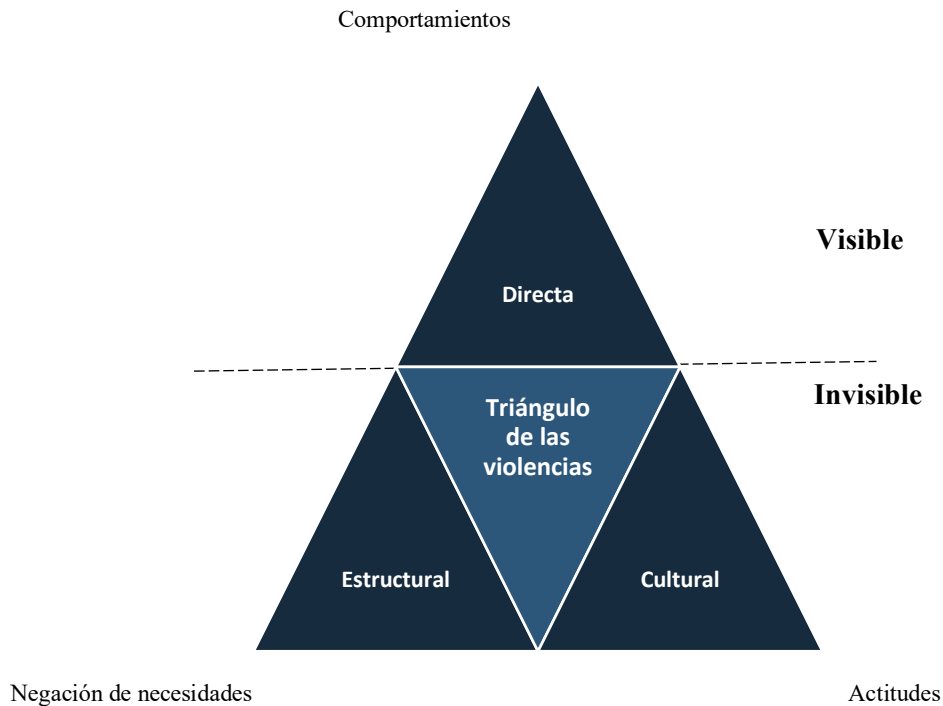 Comportamientos
Visible
Directa
Invisible
Triángulo
de las
violencias
Estructural
Cultural
Negación de necesidades
Actitudes